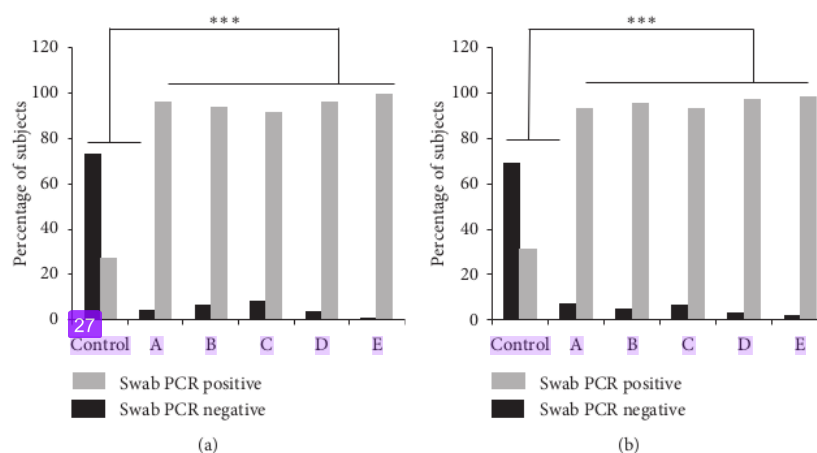 ***
120
100
80
60
40
20
0
Percentage of subjects
27
Control A B C D E
Swab PCR positive
Swab PCR negative
(a)
***
120
100
80
60
40
20
0
Percentage of subjects
Control A B C D E
Swab PCR positive
Swab PCR negative
(b)